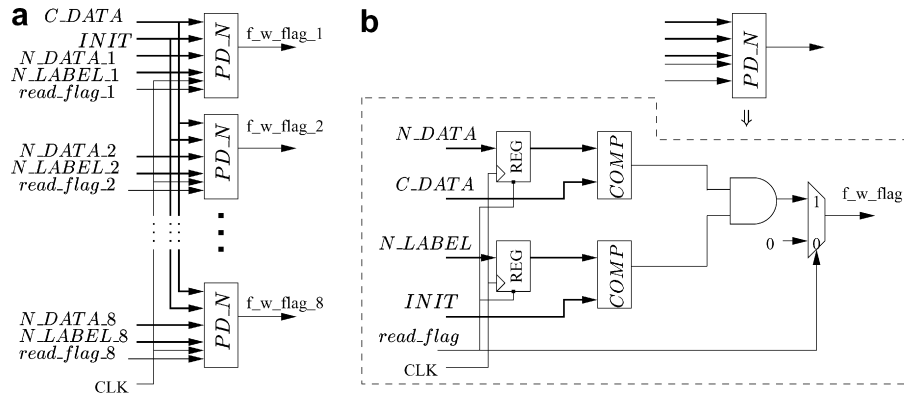 a
C_DATA
INIT
N_DATA_1
N_LABEL_1
read_flag_1
PD_N
f_w_flag_1
N_DATA_2
N_LABEL_2
read_flag_2
PD_N
f_w_flag_2
N_DATA_8
N_LABEL_8
read_flag_8
PD_N
f_w_flag_8
CLK
b
PD_N
N_DATA
REG
C_DATA
COMP
N_LABEL
REG
INIT
COMP
read_flag
CLK
1
0
0
f_w_flag